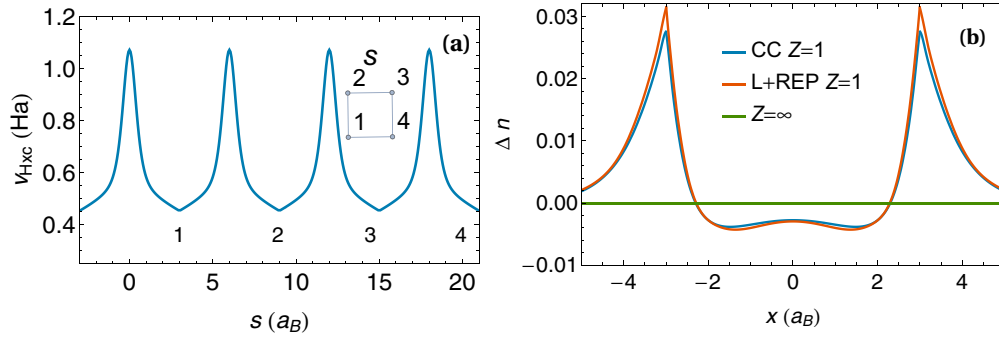 1.2
1.0
0.8
0.6
0.4
v_Hxc (Ha)
(a)
s
2 3
1 4
1 2 3 4
0 5 10 15 20
s (a_B)
0.03
0.02
0.01
0.00
−0.01
Δ n
(b)
CC Z=1
L+REP Z=1
Z=∞
−4 −2 0 2 4
x (a_B)